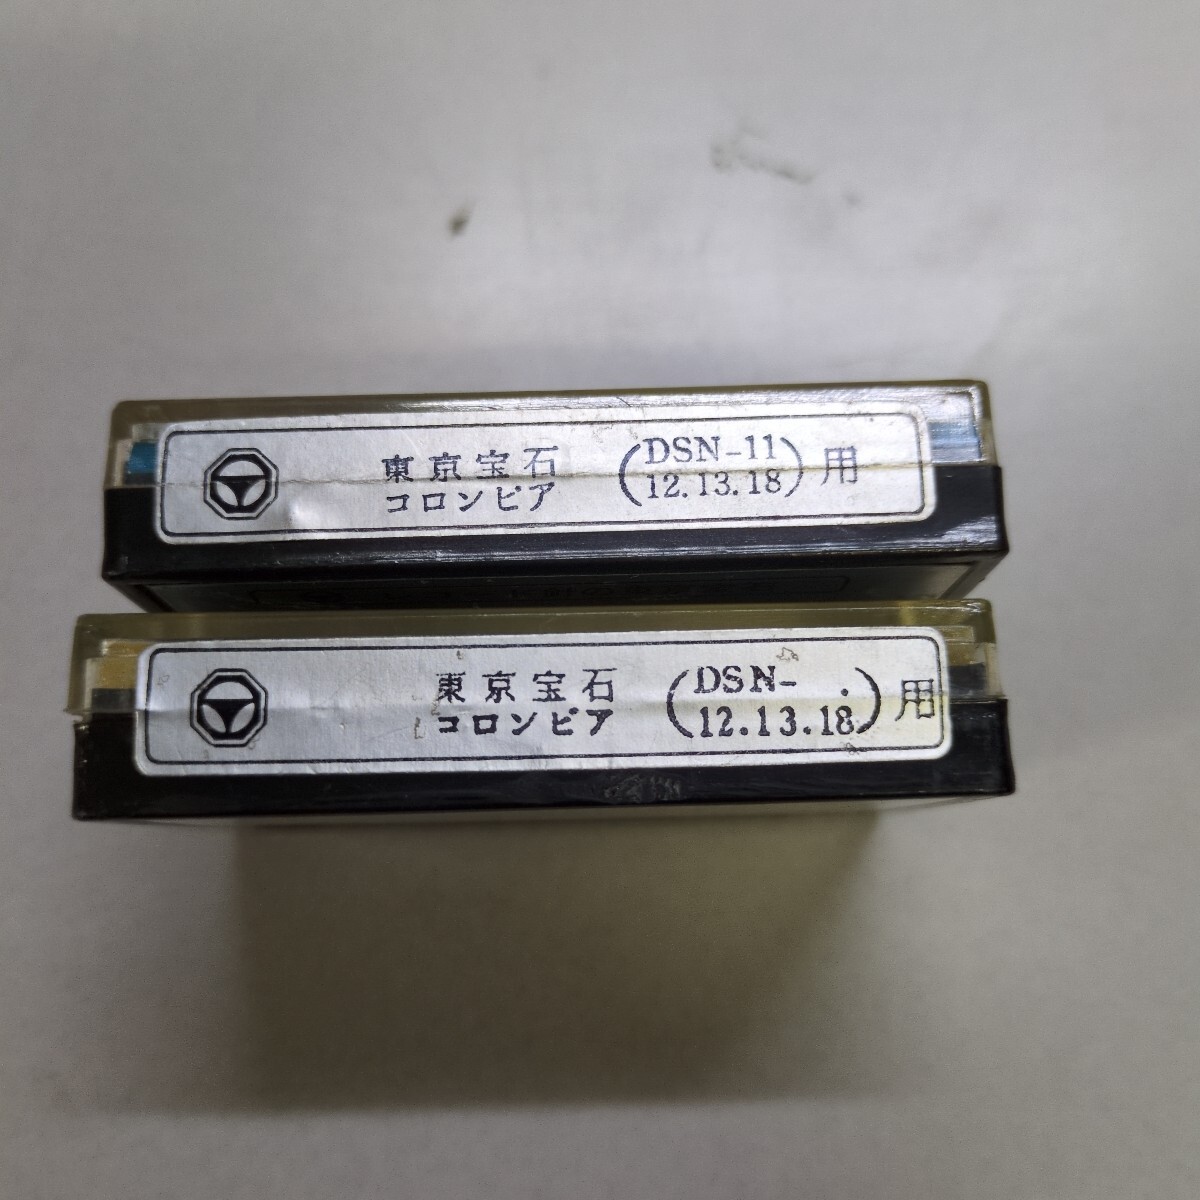 東京宝石
コロンビア
(DSN-11
12.13.18) 用
東京宝石
コロンビア
(DSN- .
12.13.18) 用